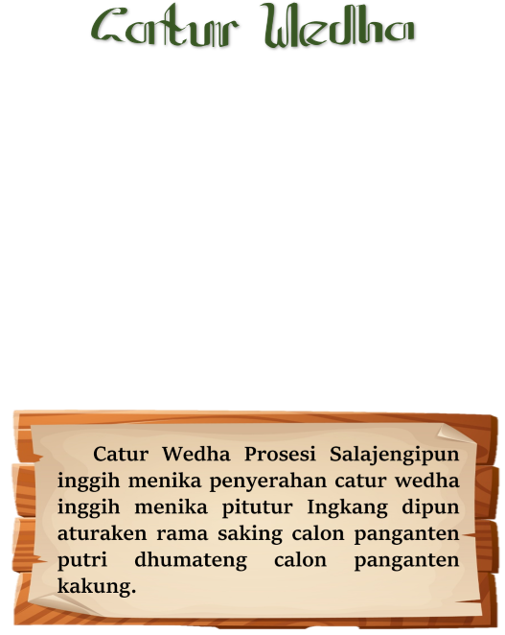 Catur Wedha
Catur Wedha Prosesi Salajengipun
inggih menika penyerahan catur wedha
inggih menika pitutur Ingkang dipun
aturaken rama saking calon panganten
putri dhumateng calon panganten
kakung.